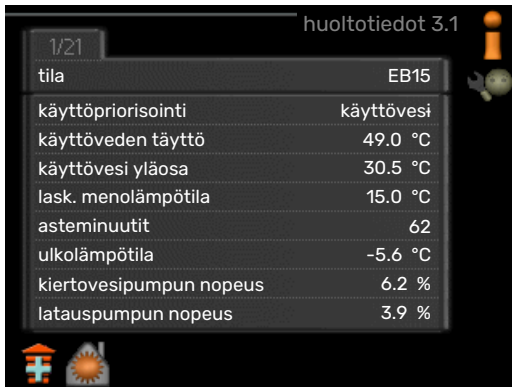 huoltotiedot 3.1
1/21
tila EB15
käyttöpriorisointi käyttövesi
käyttöveden täyttö 49.0 °C
käyttövesi yläosa 30.5 °C
lask. menolämpötila 15.0 °C
asteminuutit 62
ulkolämpötila -5.6 °C
kiertovesipumpun nopeus 6.2 %
latauspumpun nopeus 3.9 %